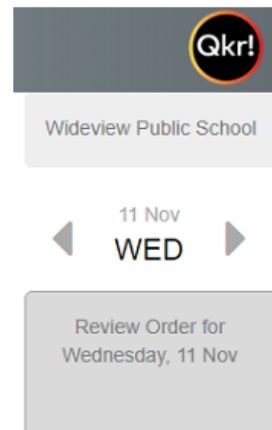 Qkr!
Wideview Public School
11 Nov
WED
Review Order for
Wednesday, 11 Nov